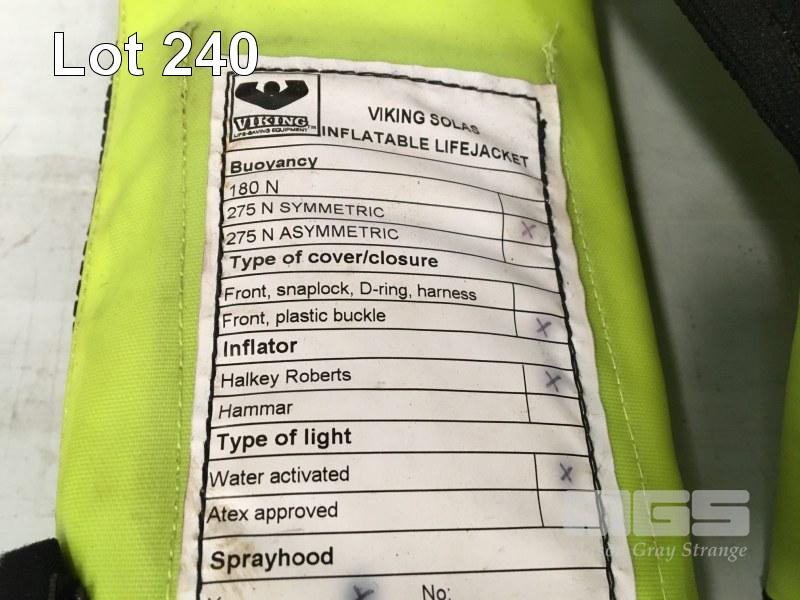 Lot 240
VIKING
LIFE-SAVING EQUIPMENT™
VIKING SOLAS
INFLATABLE LIFEJACKET
Buoyancy
180 N
275 N SYMMETRIC
275 N ASYMMETRIC X
Type of cover/closure
Front, snaplock, D-ring, harness
Front, plastic buckle X
Inflator
Halkey Roberts X
Hammar
Type of light
Water activated X
Atex approved
Sprayhood
X No:
Gray Strange